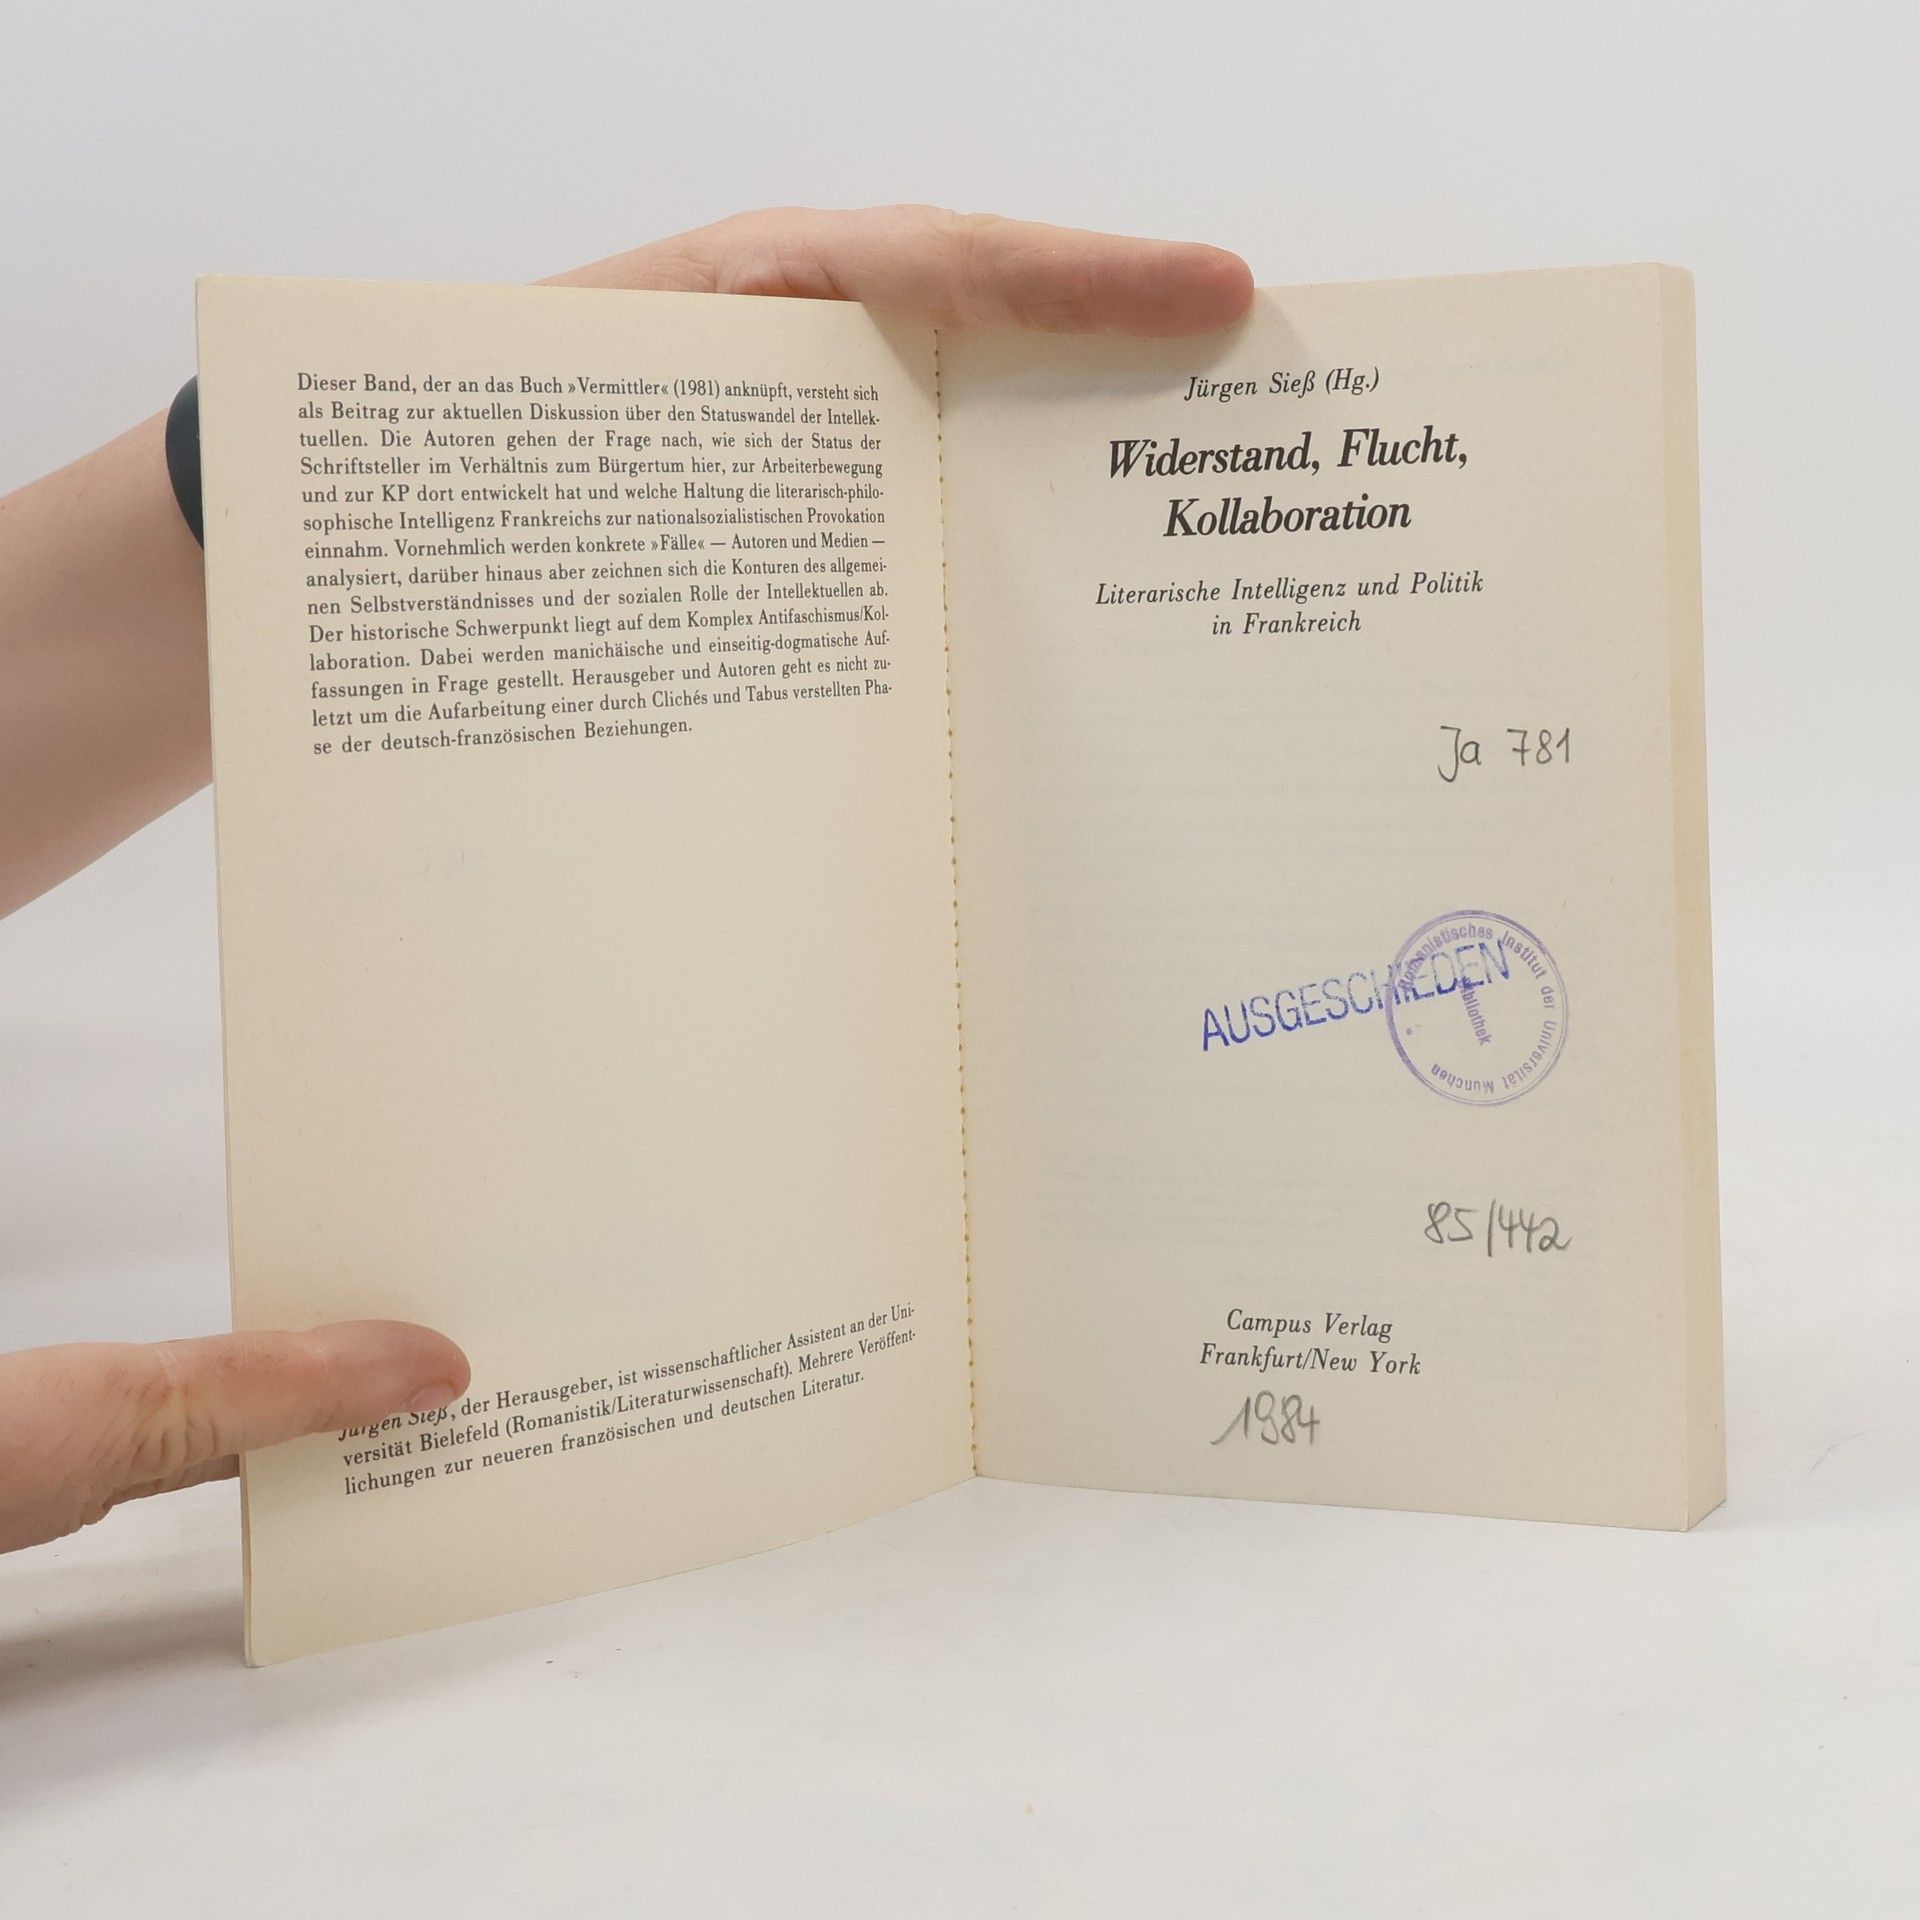 Dieser Band, der an das Buch »Vermittler« (1981) anknüpft, versteht sich
als Beitrag zur aktuellen Diskussion über den Statuswandel der Intellek-
tuellen. Die Autoren gehen der Frage nach, wie sich der Status der
Schriftsteller im Verhältnis zum Bürgertum hier, zur Arbeiterbewegung
und zur KP dort entwickelt hat und welche Haltung die literarisch-philo-
sophische Intelligenz Frankreichs zur nationalsozialistischen Provokation
einnahm. Vornehmlich werden konkrete »Fälle« — Autoren und Medien —
analysiert, darüber hinaus aber zeichnen sich die Konturen des allgemei-
nen Selbstverständnisses und der sozialen Rolle der Intellektuellen ab.
Der historische Schwerpunkt liegt auf dem Komplex Antifaschismus/Kol-
laboration. Dabei werden manichäische und einseitig-dogmatische Auf-
fassungen in Frage gestellt. Herausgeber und Autoren geht es nicht zu-
letzt um die Aufarbeitung einer durch Clichés und Tabus verstellten Pha-
se der deutsch-französischen Beziehungen.
Jürgen Sieß, der Herausgeber, ist wissenschaftlicher Assistent an der Uni-
versität Bielefeld (Romanistik/Literaturwissenschaft). Mehrere Veröffent-
lichungen zur neueren französischen und deutschen Literatur.
Jürgen Sieß (Hg.)
Widerstand, Flucht,
Kollaboration
Literarische Intelligenz und Politik
in Frankreich
Ja 781
AUSGESCHIEDEN
Romanistisches Institut der Universität München
Bibliothek
85/442
Campus Verlag
Frankfurt/New York
1984